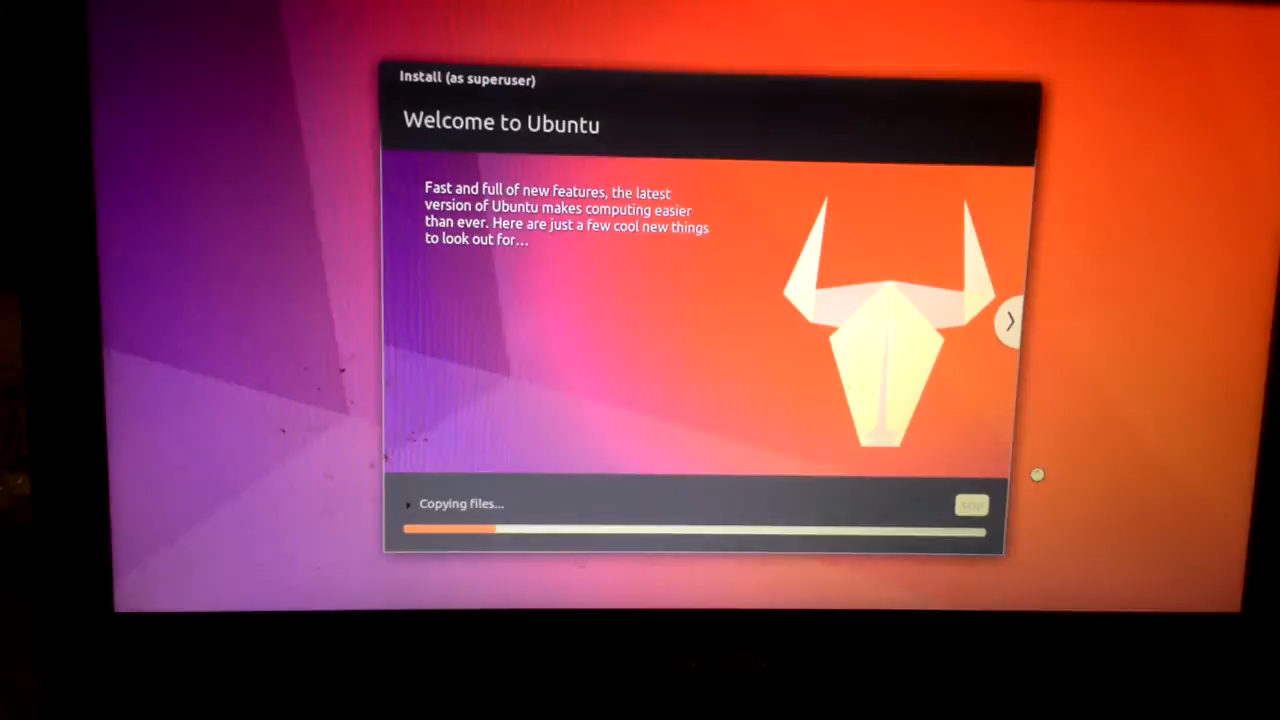 Install (as superuser)
Welcome to Ubuntu
Fast and full of new features, the latest
version of Ubuntu makes computing easier
than ever. Here are just a few cool new things
to look out for...
Copying files...
Skip